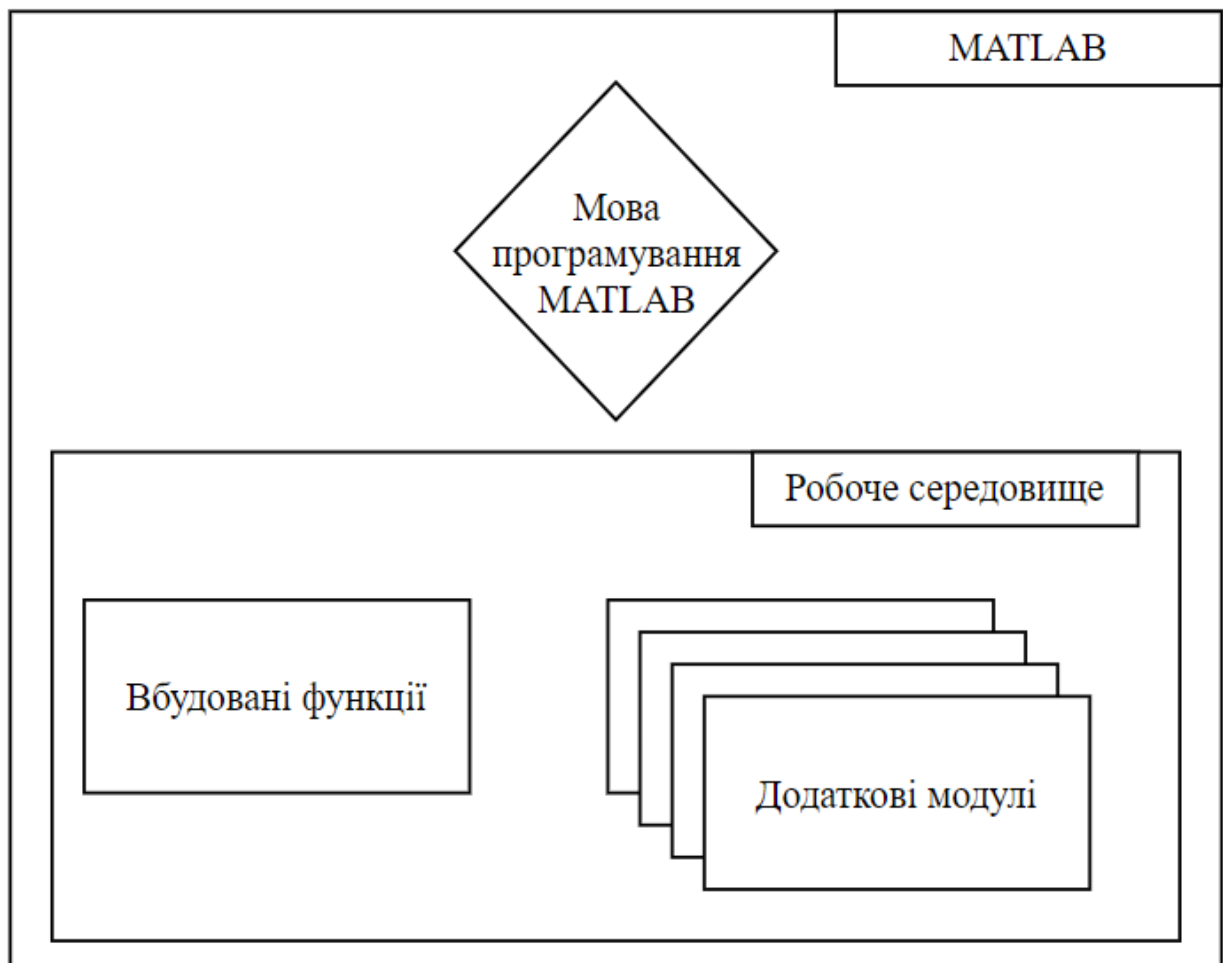 MATLAB
Мова
програмування
MATLAB
Робоче середовище
Вбудовані функції
Додаткові модулі